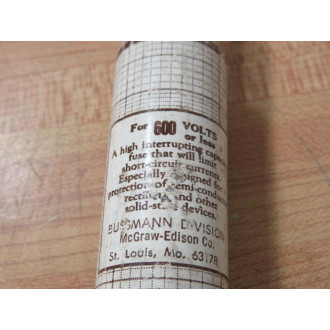 For 600 VOLTS
or less
A high interrupting capacity
fuse that will limit
short-circuit currents.
Especially designed for
protection of semi-conductor
rectifiers and other
solid-state devices.
BUSSMANN DIVISION
McGraw-Edison Co.
St. Louis, Mo. 63178